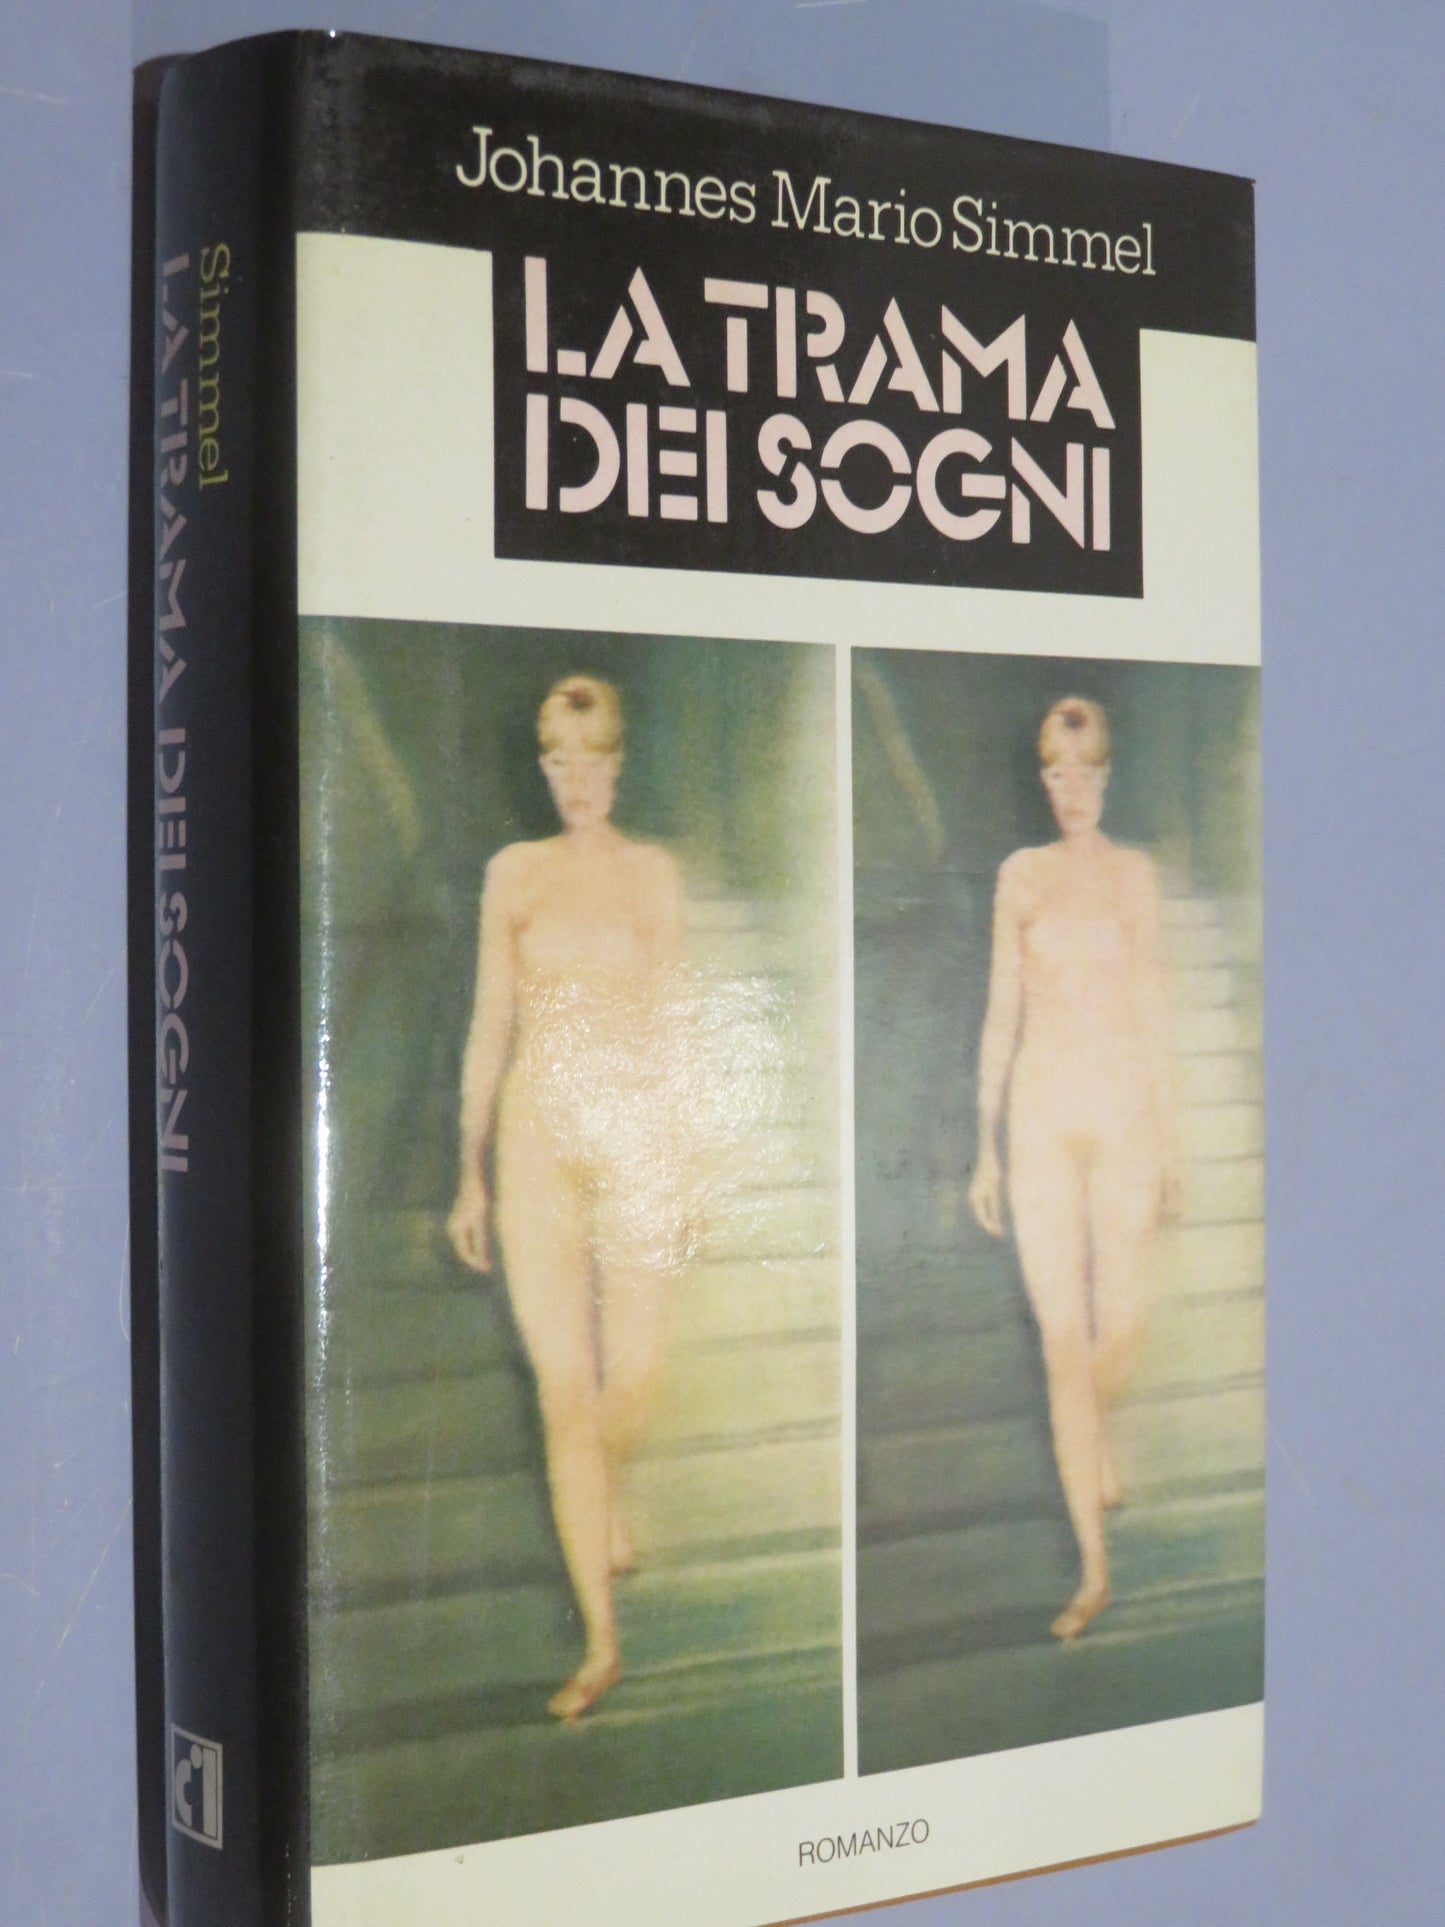 Johannes Mario Simmel
LA TRAMA
DEI SOGNI
ROMANZO
Simmel
LA TRAMA DEI SOGNI